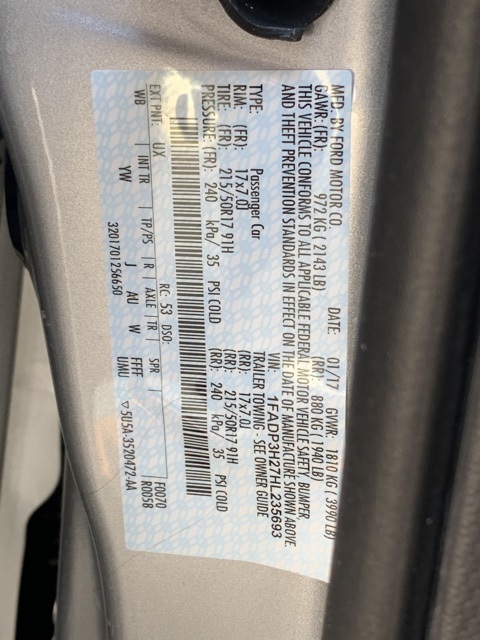 MFD. BY FORD MOTOR CO.
DATE: 01/17 GVWR: 1810 KG ( 3990 LB)
GAWR: (FR): 972 KG ( 2143 LB) (RR): 880 KG ( 1940 LB)
THIS VEHICLE CONFORMS TO ALL APPLICABLE FEDERAL MOTOR VEHICLE SAFETY, BUMPER,
AND THEFT PREVENTION STANDARDS IN EFFECT ON THE DATE OF MANUFACTURE SHOWN ABOVE
VIN: 1FADP3H27HL235693
TYPE: Passenger Car TRAILER TOWING - SEE OWNER GUIDE
RIM: (FR): 17x7.0J (RR): 17x7.0J
TIRE: (FR): 215/50R17 91H (RR): 215/50R17 91H
PRESSURE: (FR): 240 kPa/ 35 PSI COLD (RR): 240 kPa/ 35 PSI COLD
RC: 53 DSO: F0070
EXT PNT: UX R005B
WB INT TR TP/PS R AXLE TR SPR
YW J AU W FFFF
UMU
3201701256650 5U5A-3520472-AA